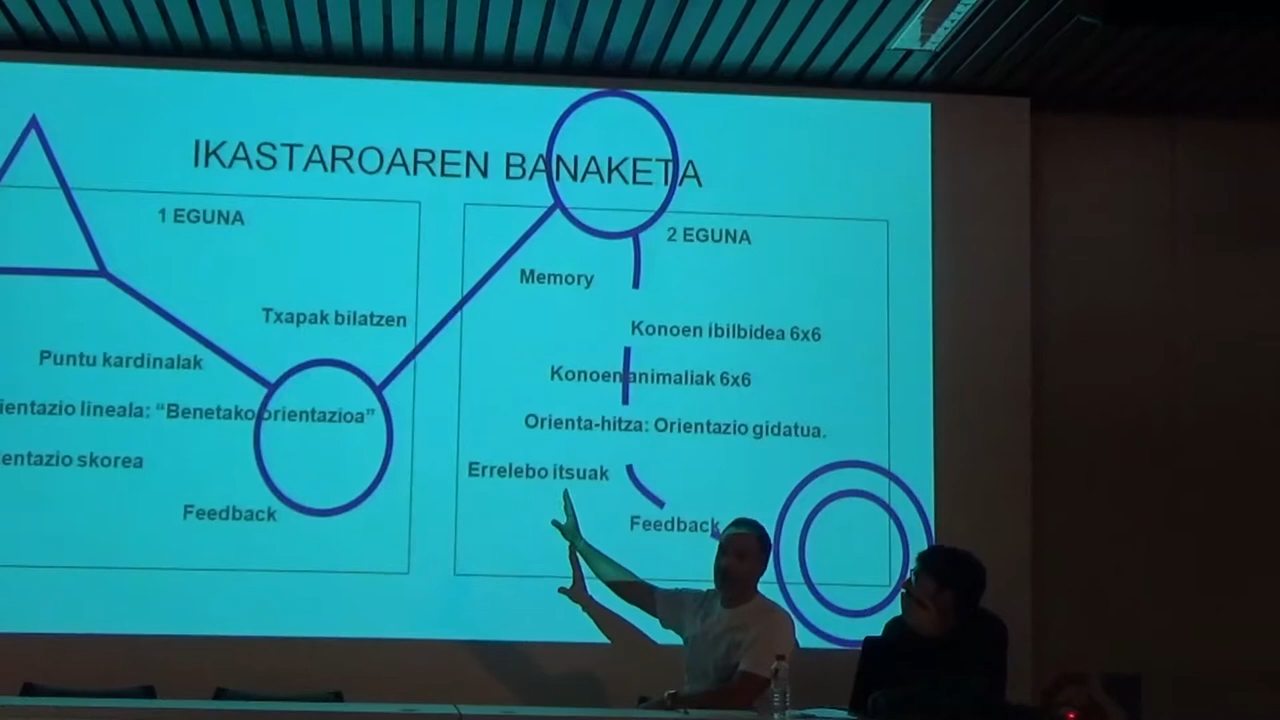 IKASTAROAREN BANAKETA
1 EGUNA
Txapak bilatzen
Puntu kardinalak
lineala: “Benetako orientazioa”
skorea
Feedback
2 EGUNA
Memory
Konoen ibilbidea 6x6
Konoen animaliak 6x6
Orienta-hitza: Orientazio gidatua.
Errelebo itsuak
Feedback